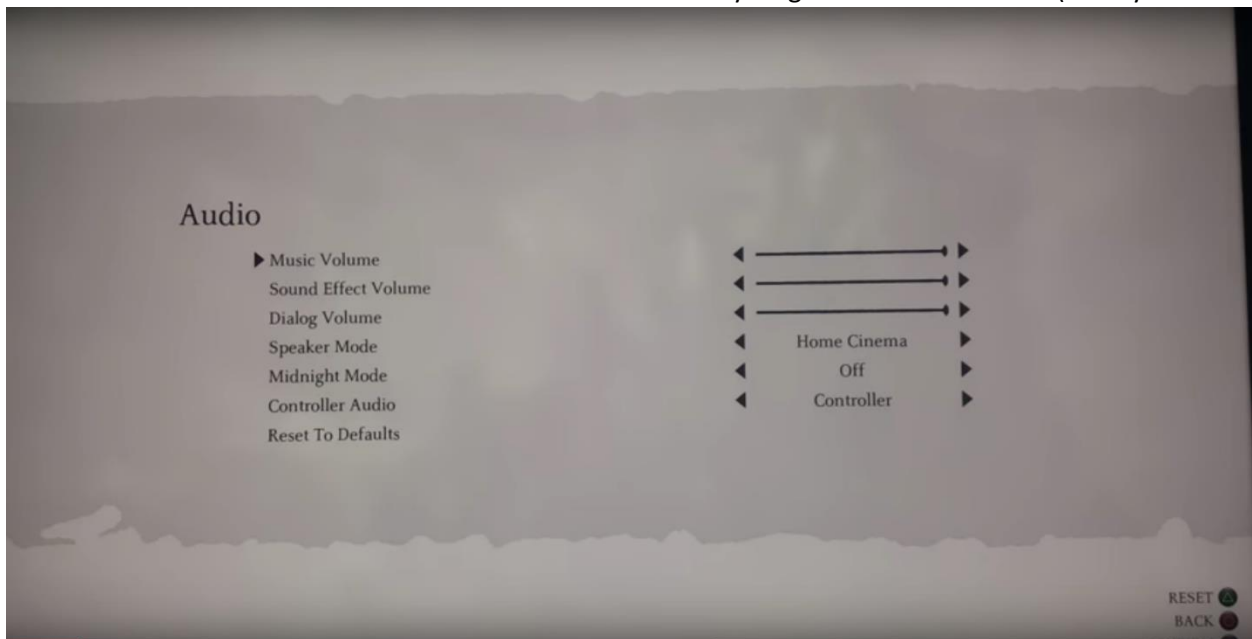 Audio
Music Volume
Sound Effect Volume
Dialog Volume
Speaker Mode Home Cinema
Midnight Mode Off
Controller Audio Controller
Reset To Defaults
RESET
BACK